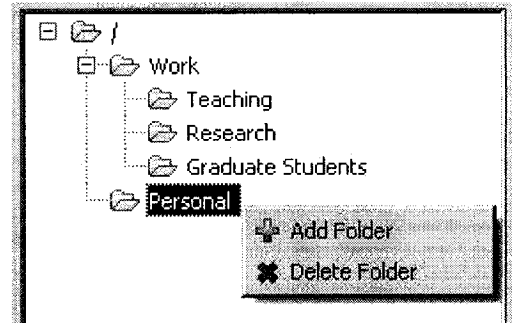 /
Work
Teaching
Research
Graduate Students
Personal
Add Folder
Delete Folder